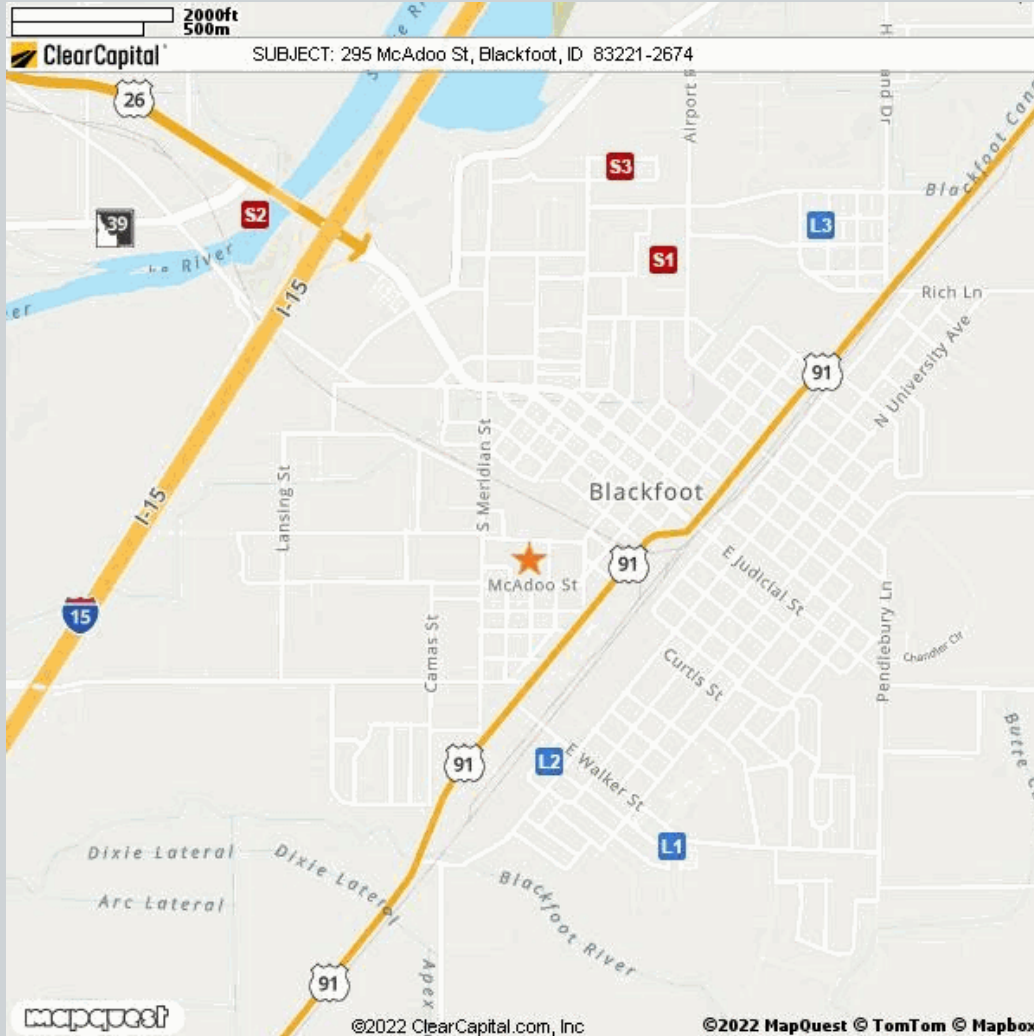 2000ft
500m
ClearCapital
SUBJECT: 295 McAdoo St, Blackfoot, ID 83221-2674
26
Airport
S3
39
S2
L3
S1
River
I-15
Rich Ln
91
N University Ave
S Meridian St
Lansing St
Blackfoot
I-15
91
E Judicial St
McAdoo St
15
Camas St
Pendlebury Ln
Chandler Cir
Curtis St
91
L2
E Walker St
L1
Dixie Lateral
Dixie Lateral
Arc Lateral
Blackfoot River
Apex
91
mapquest
©2022 ClearCapital.com, Inc
©2022 MapQuest © TomTom © Mapbox